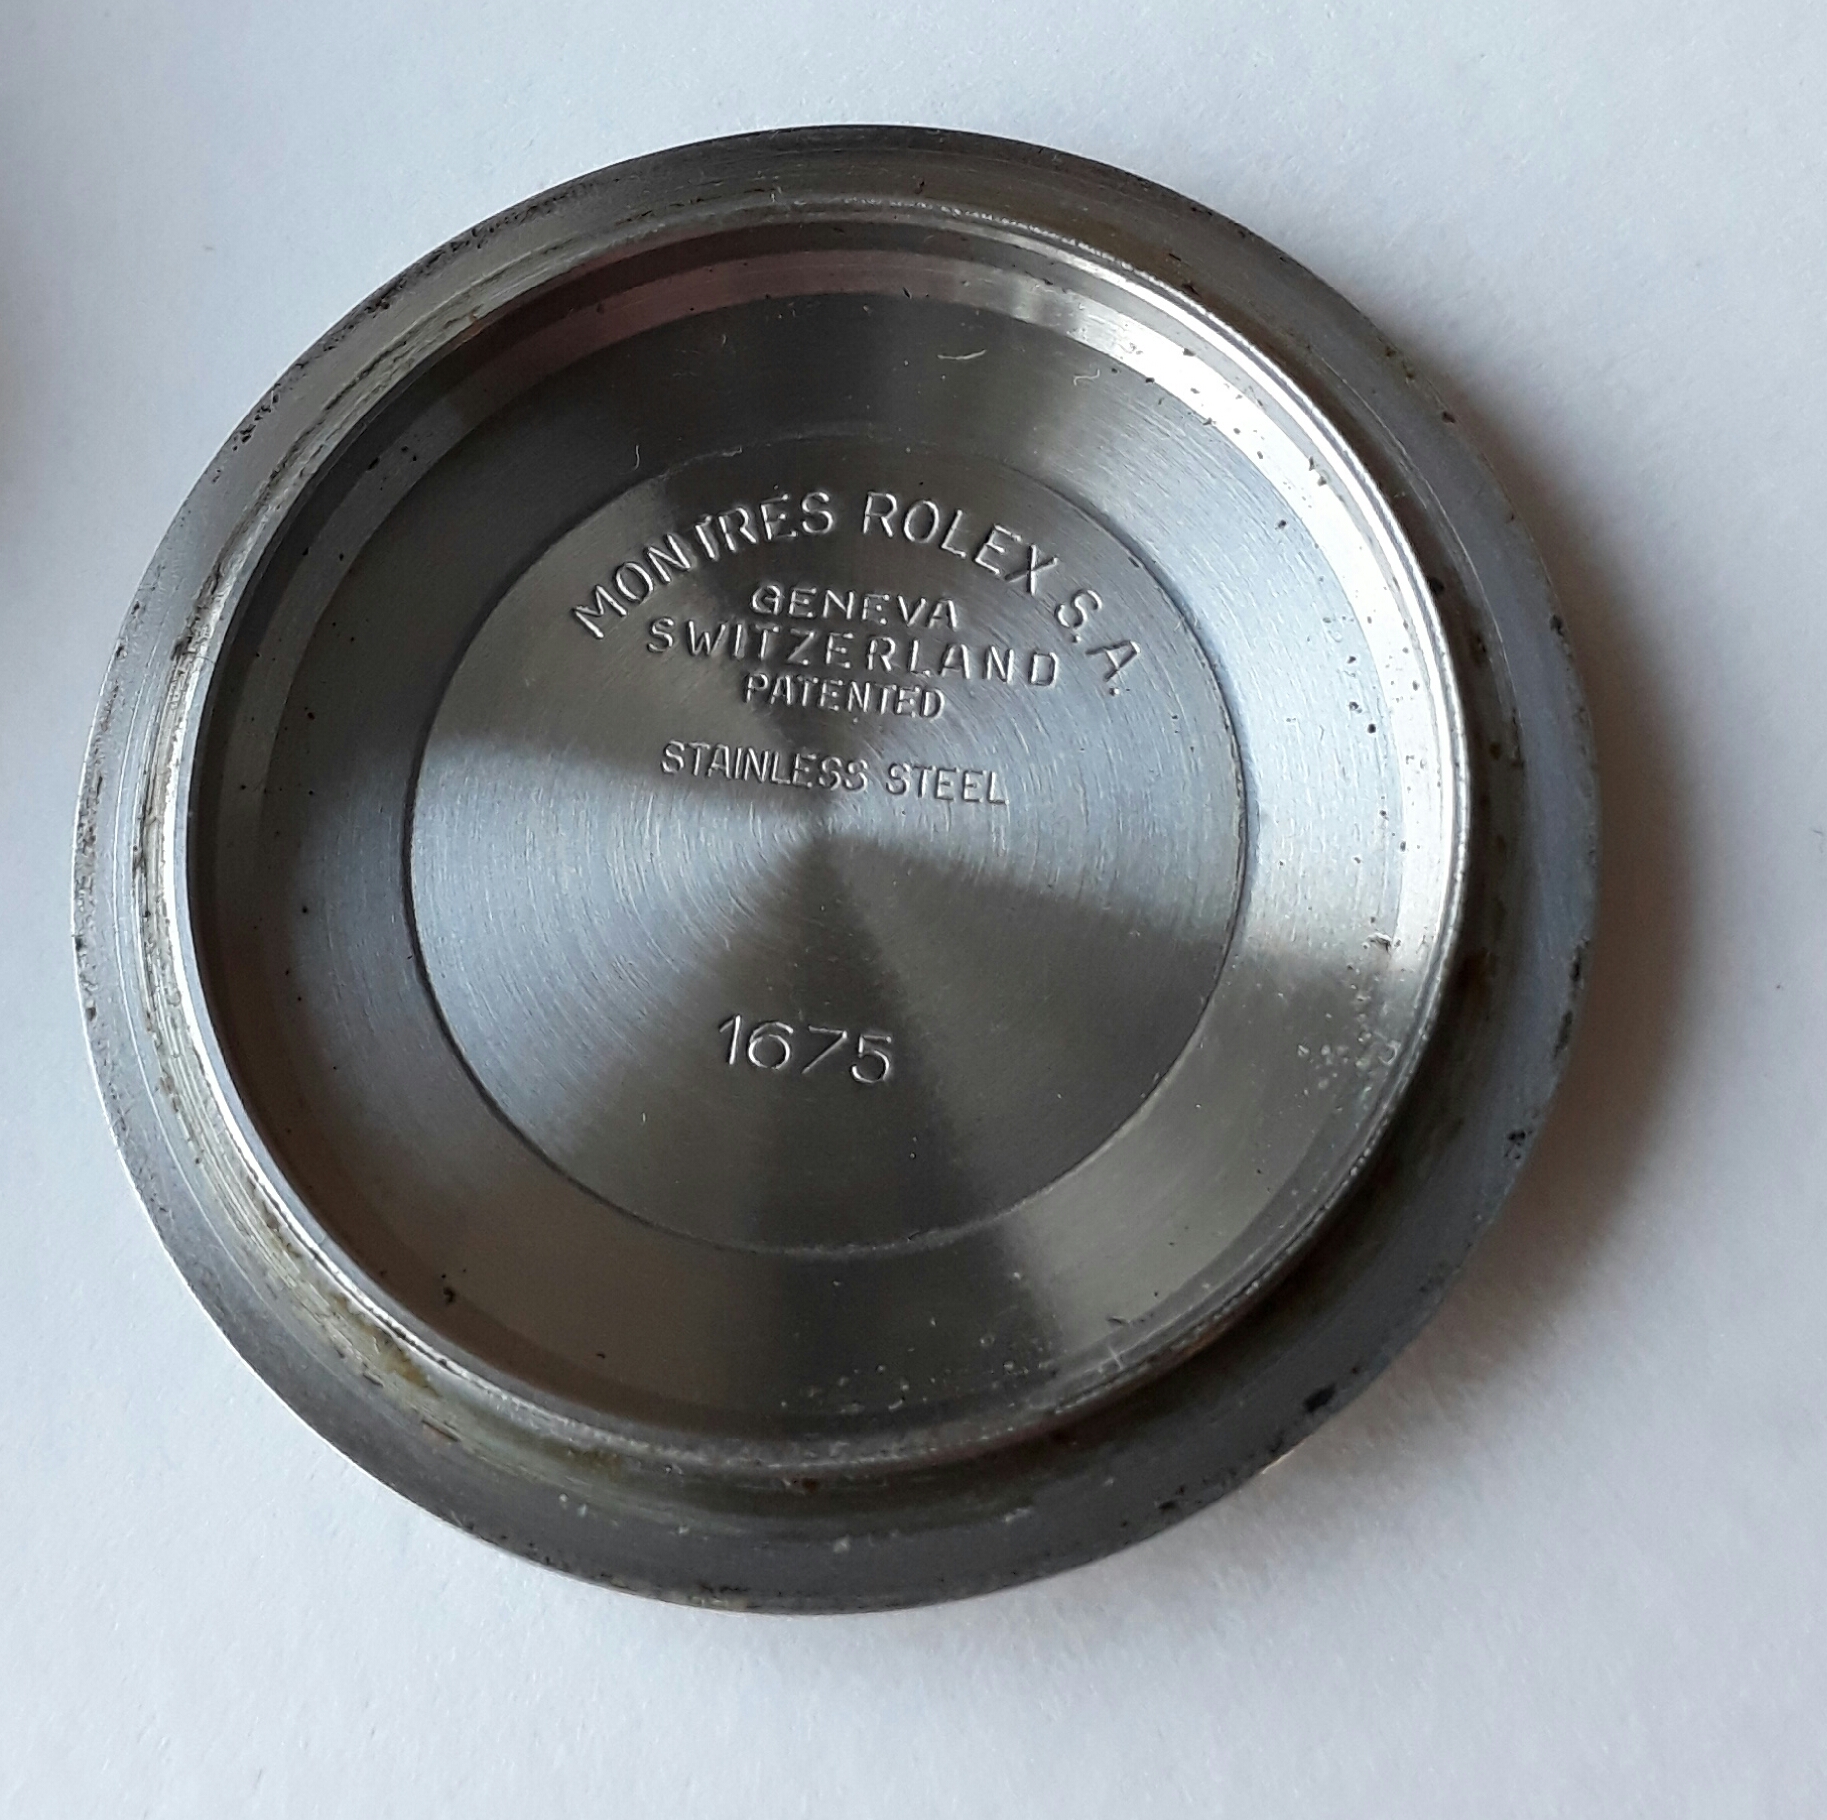 MONTRES ROLEX S.A.
GENEVA
SWITZERLAND
PATENTED
STAINLESS STEEL
1675